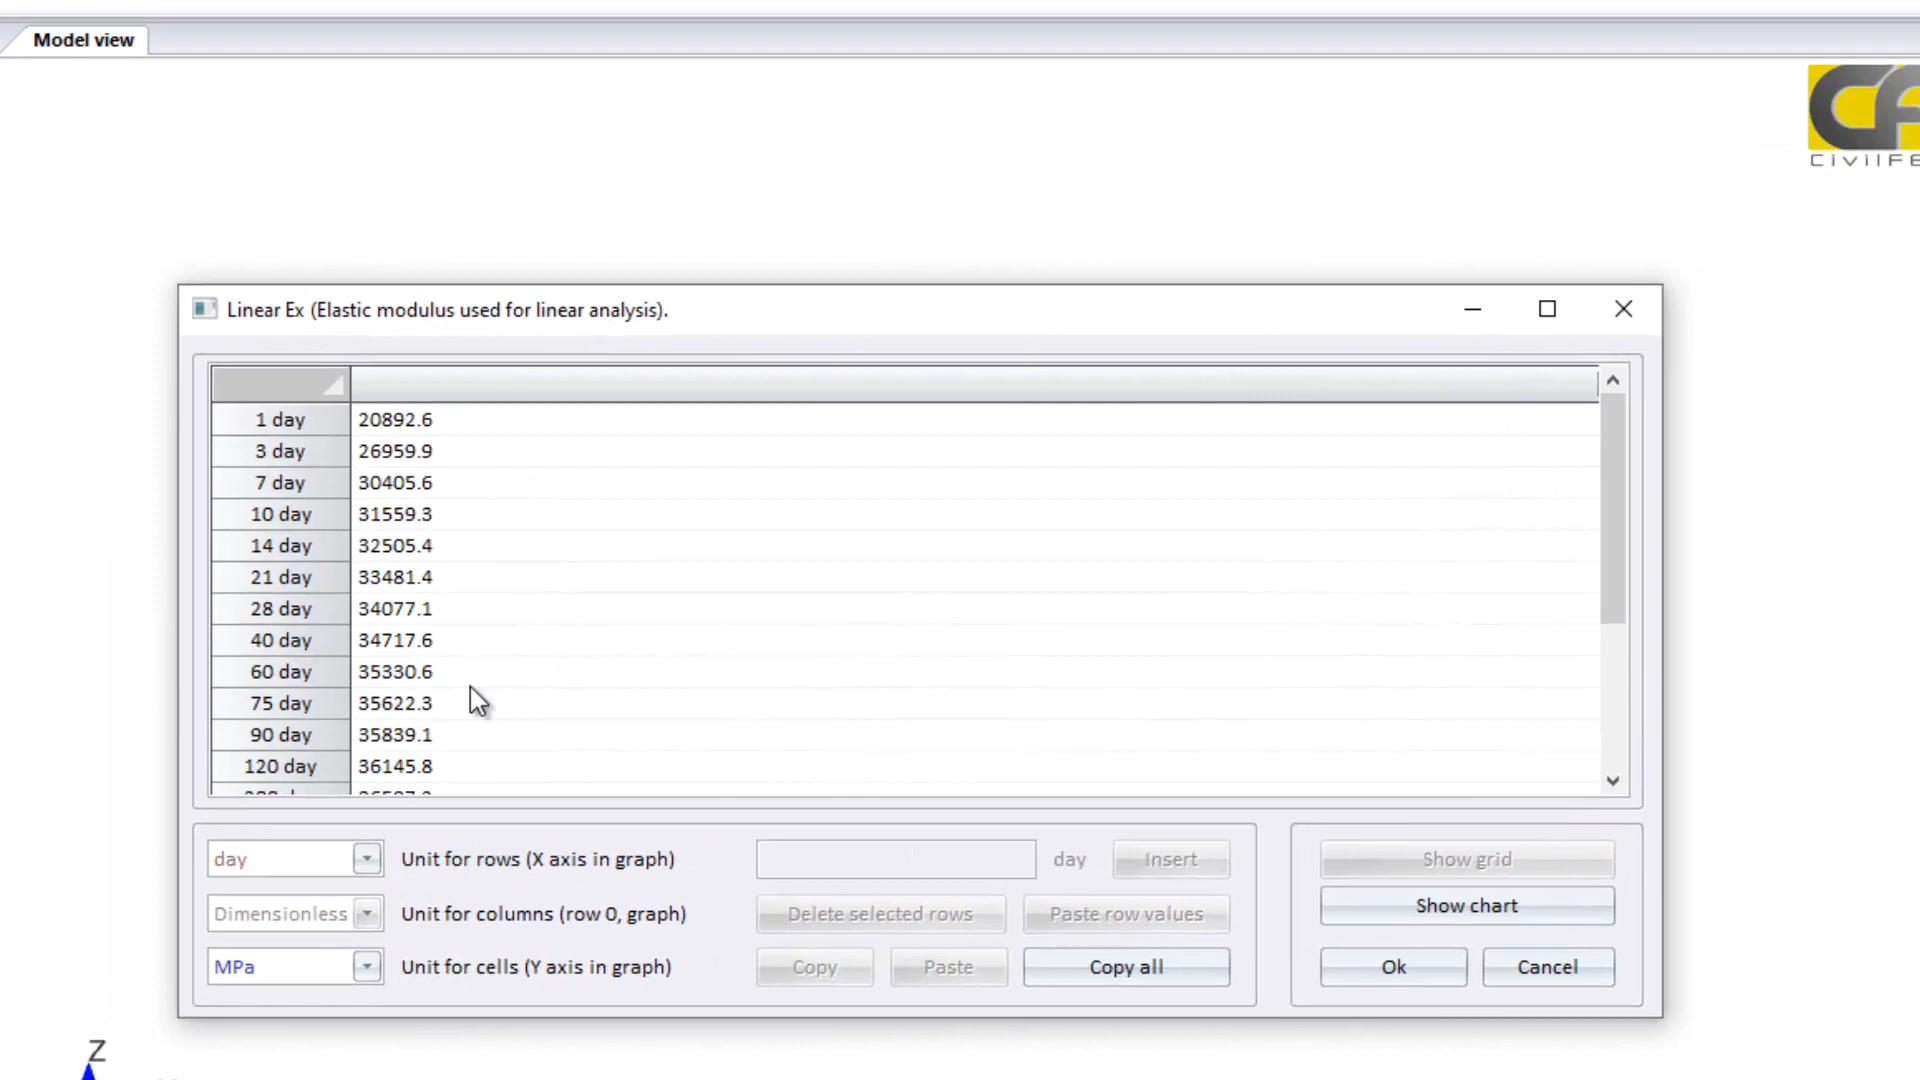 Model view
CiVilFE
Linear Ex (Elastic modulus used for linear analysis).
1 day 20892.6
3 day 26959.9
7 day 30405.6
10 day 31559.3
14 day 32505.4
21 day 33481.4
28 day 34077.1
40 day 34717.6
60 day 35330.6
75 day 35622.3
90 day 35839.1
120 day 36145.8
day Unit for rows (X axis in graph) day Insert Show grid
Dimensionless Unit for columns (row 0, graph) Delete selected rows Paste row values Show chart
MPa Unit for cells (Y axis in graph) Copy Paste Copy all Ok Cancel
Z